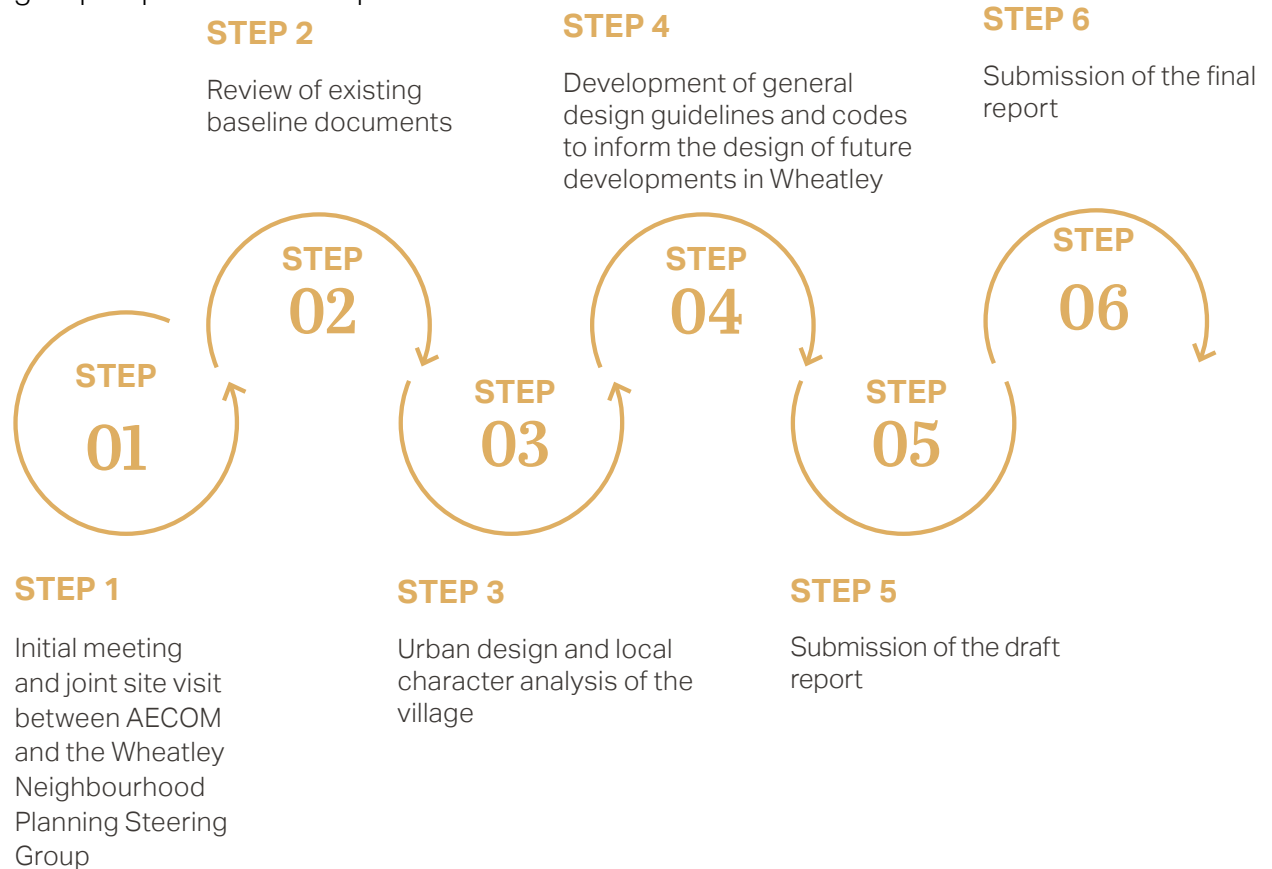 STEP 2
Review of existing
baseline documents
STEP 4
Development of general
design guidelines and codes
to inform the design of future
developments in Wheatley
STEP 6
Submission of the final
report
STEP
01
STEP
02
STEP
03
STEP
04
STEP
05
STEP
06
STEP 1
Initial meeting
and joint site visit
between AECOM
and the Wheatley
Neighbourhood
Planning Steering
Group
STEP 3
Urban design and local
character analysis of the
village
STEP 5
Submission of the draft
report